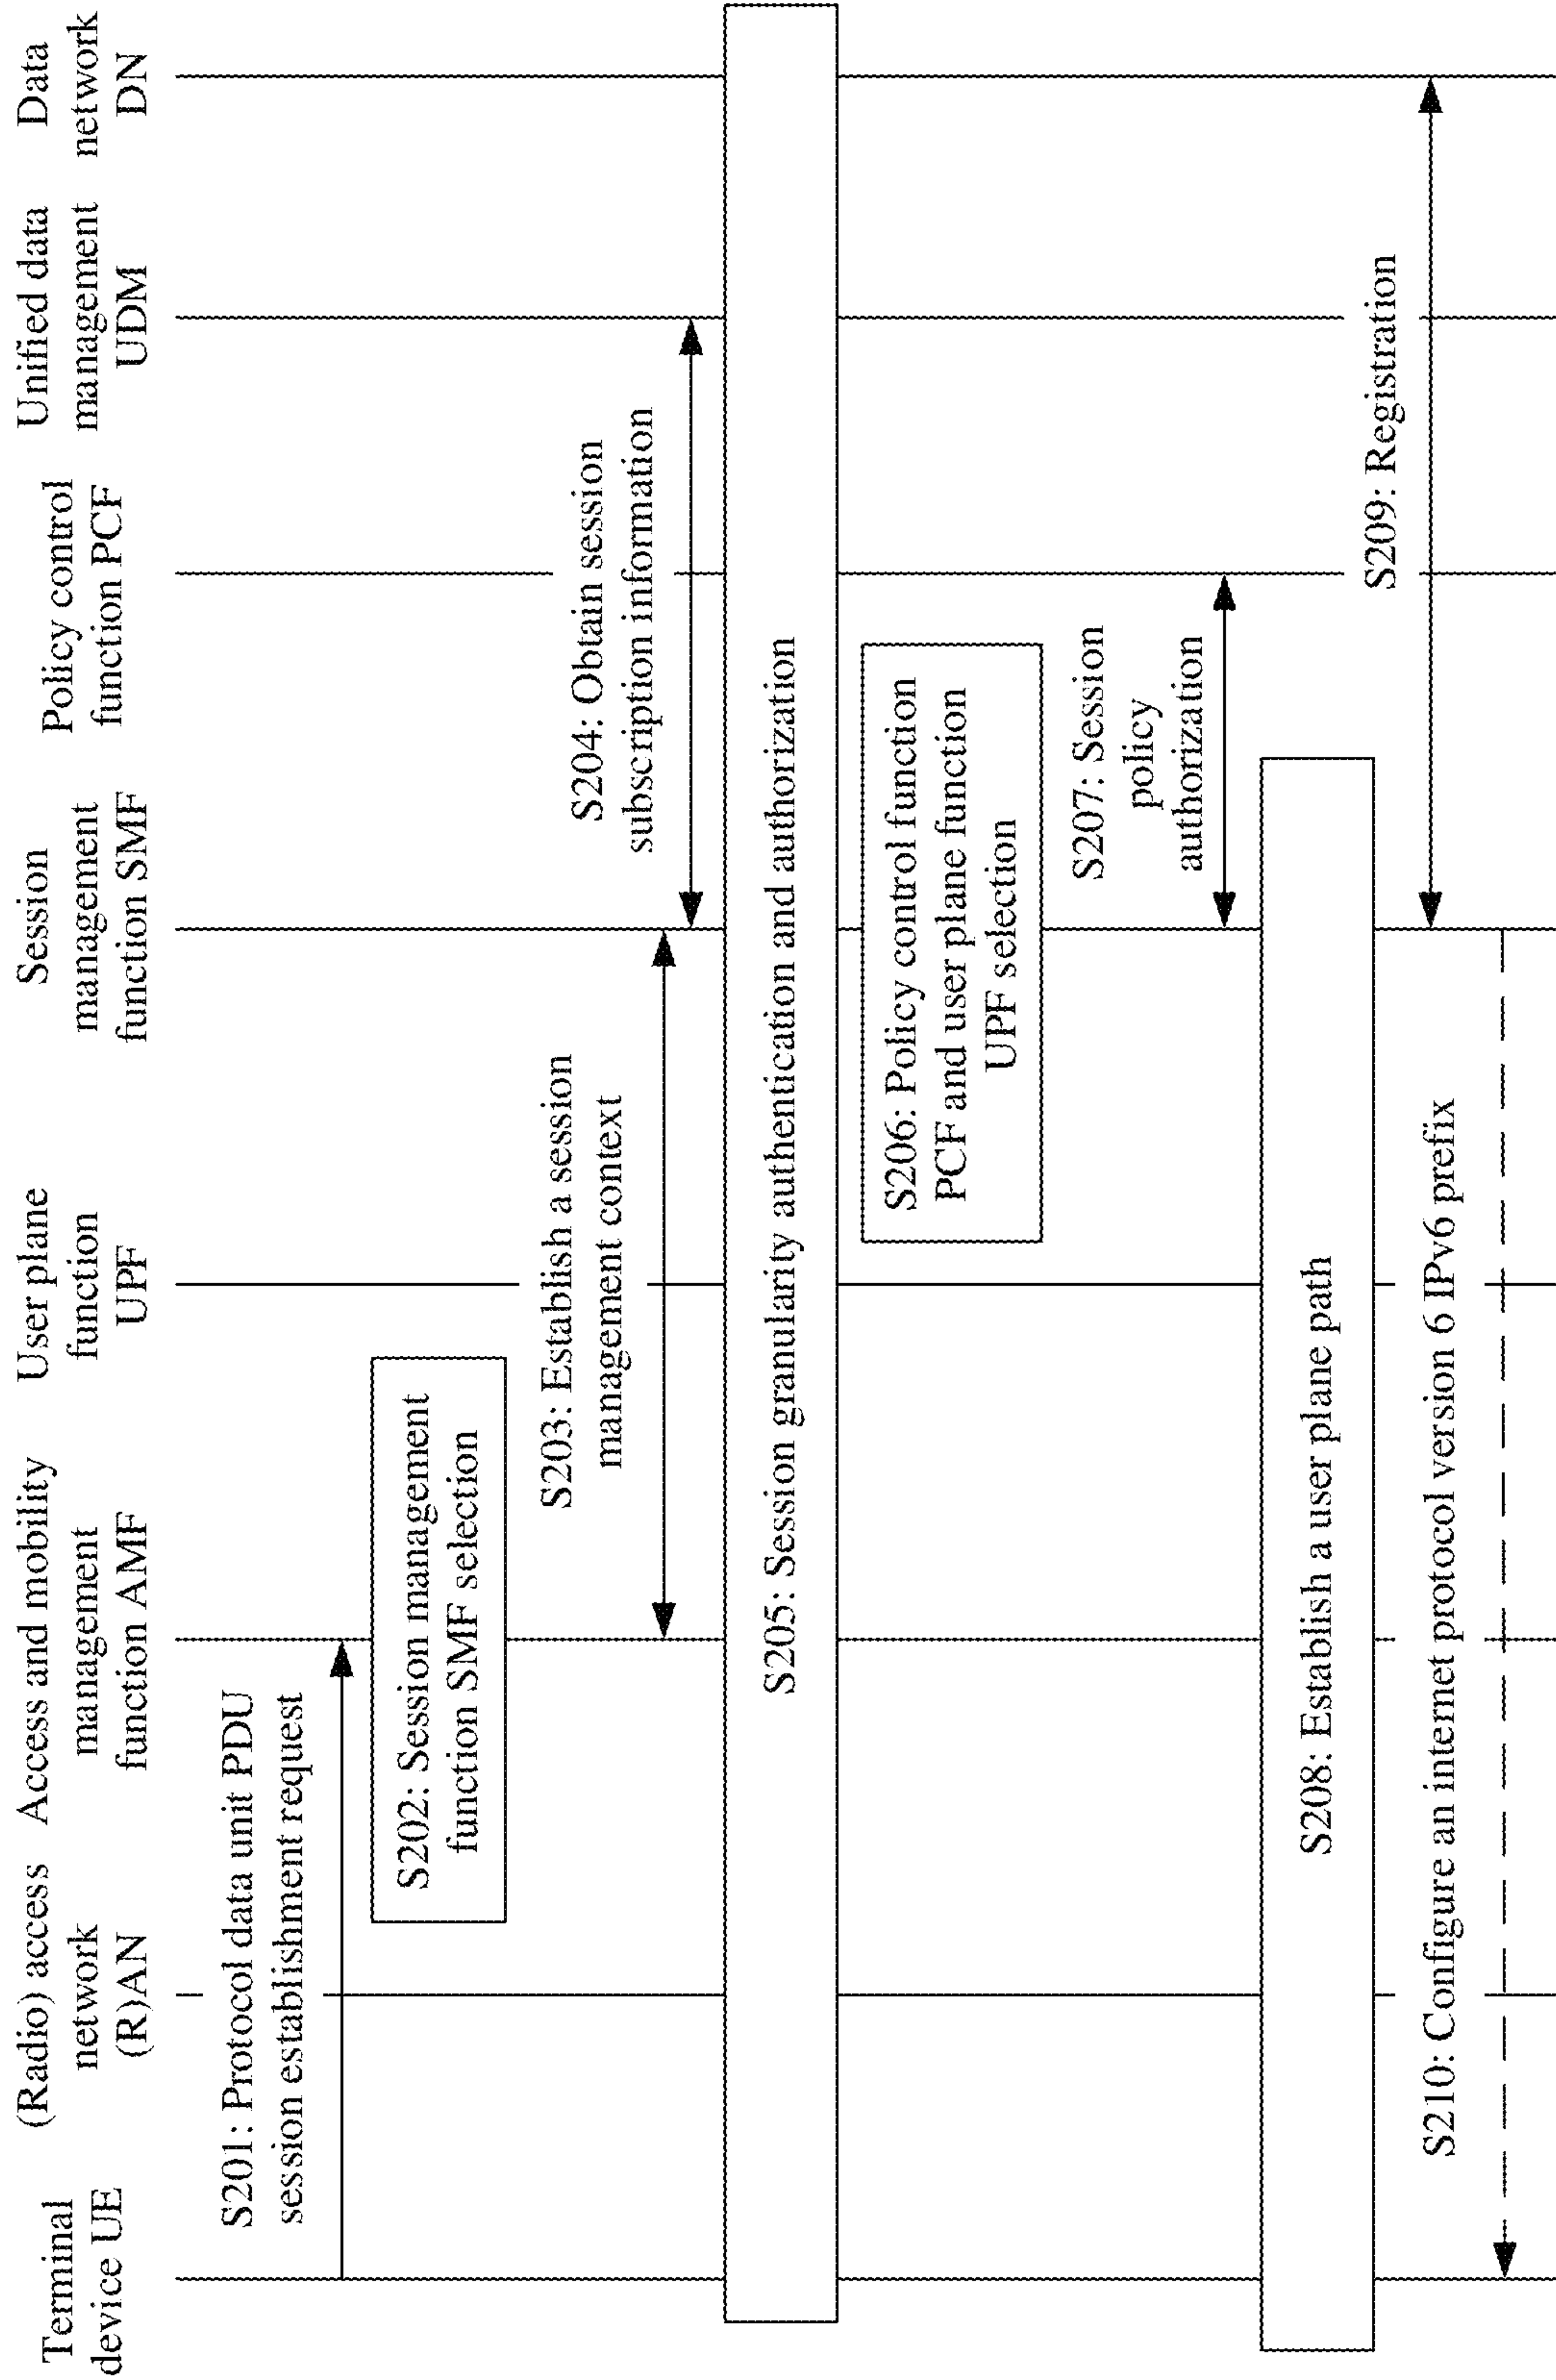 Terminal
device UE
(Radio) access
network
(R)AN
Access and mobility
management
function AMF
User plane
function
UPF
Session
management
function SMF
Policy control
function PCF
Unified data
management
UDM
Data
network
DN
S201: Protocol data unit PDU
session establishment request
S202: Session management
function SMF selection
S203: Establish a session
management context
S204: Obtain session
subscription information
S205: Session granularity authentication and authorization
S206: Policy control function
PCF and user plane function
UPF selection
S207: Session
policy
authorization
S208: Establish a user plane path
S209: Registration
S210: Configure an internet protocol version 6 IPv6 prefix